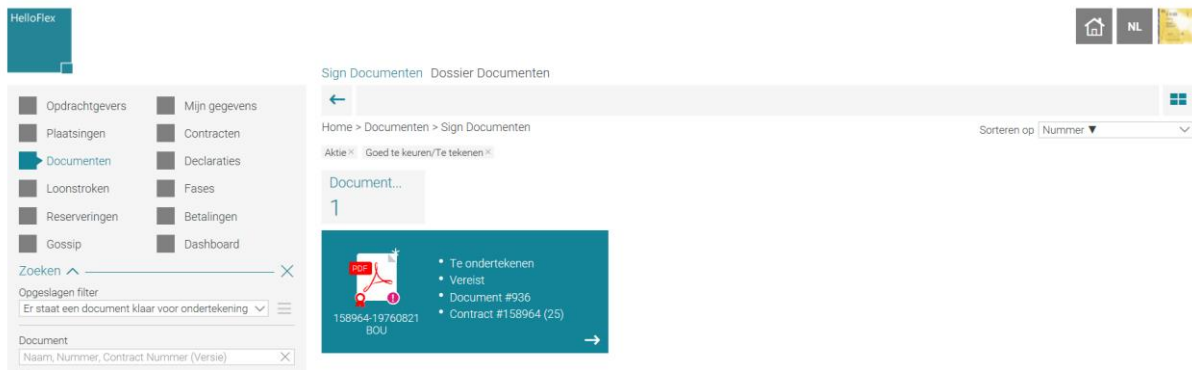 HelloFlex
NL
Sign Documenten Dossier Documenten
Opdrachtgevers Mijn gegevens
Plaatsingen Contracten
Documenten Declaraties
Loonstroken Fases
Reserveringen Betalingen
Gossip Dashboard
Zoeken
Opgeslagen filter
Er staat een document klaar voor ondertekening
Document
Naam, Nummer, Contract Nummer (Versie)
Home > Documenten > Sign Documenten
Sorteren op Nummer ▼
Aktie × Goed te keuren/Te tekenen ×
Document...
1
PDF
158964-19760821
BOU
• Te ondertekenen
• Vereist
• Document #936
• Contract #158964 (25)